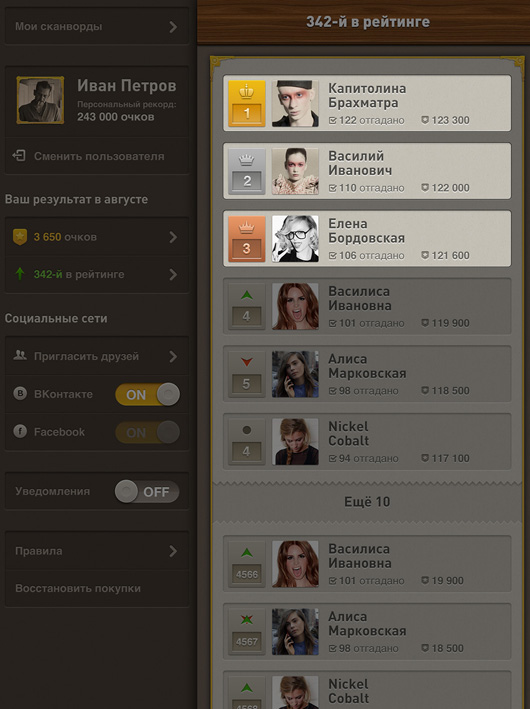 Мои сканворды
Иван Петров
Персональный рекорд:
243 000 очков
Сменить пользователя
Ваш результат в августе
3 650 очков
342-й в рейтинге
Социальные сети
Пригласить друзей
B ВКонтакте ON
f Facebook ON
Уведомления OFF
Правила
Восстановить покупки
342-й в рейтинге
1
Капитолина
Брахматра
122 отгадано 123 300
2
Василий
Иванович
110 отгадано 122 000
3
Елена
Бордовская
106 отгадано 121 600
4
Василиса
Ивановна
101 отгадано 119 900
5
Алиса
Марковская
98 отгадано 118 500
4
Nickel
Cobalt
94 отгадано 117 100
Ещё 10
4566
Василиса
Ивановна
101 отгадано 19 900
4567
Алиса
Марковская
98 отгадано 18 500
4568
Nickel
Cobalt